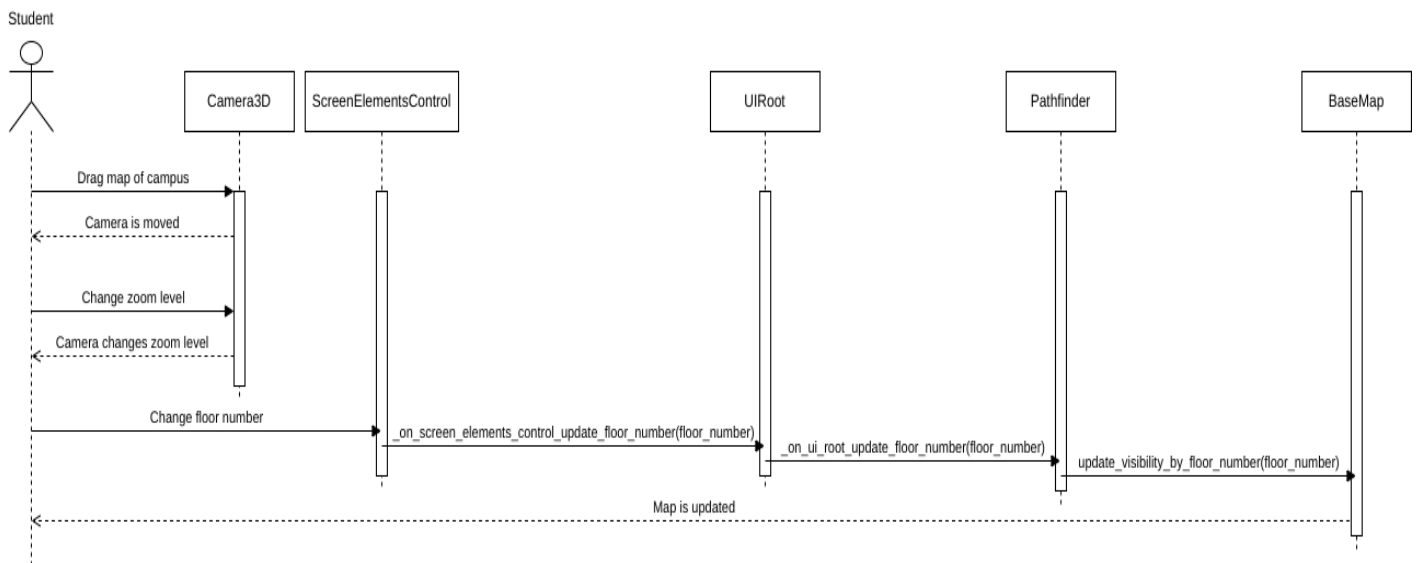 Student
Camera3D
ScreenElementsControl
UIRoot
Pathfinder
BaseMap
Drag map of campus
Camera is moved
Change zoom level
Camera changes zoom level
Change floor number
_on_screen_elements_control_update_floor_number(floor_number)
_on_ui_root_update_floor_number(floor_number)
update_visibility_by_floor_number(floor_number)
Map is updated